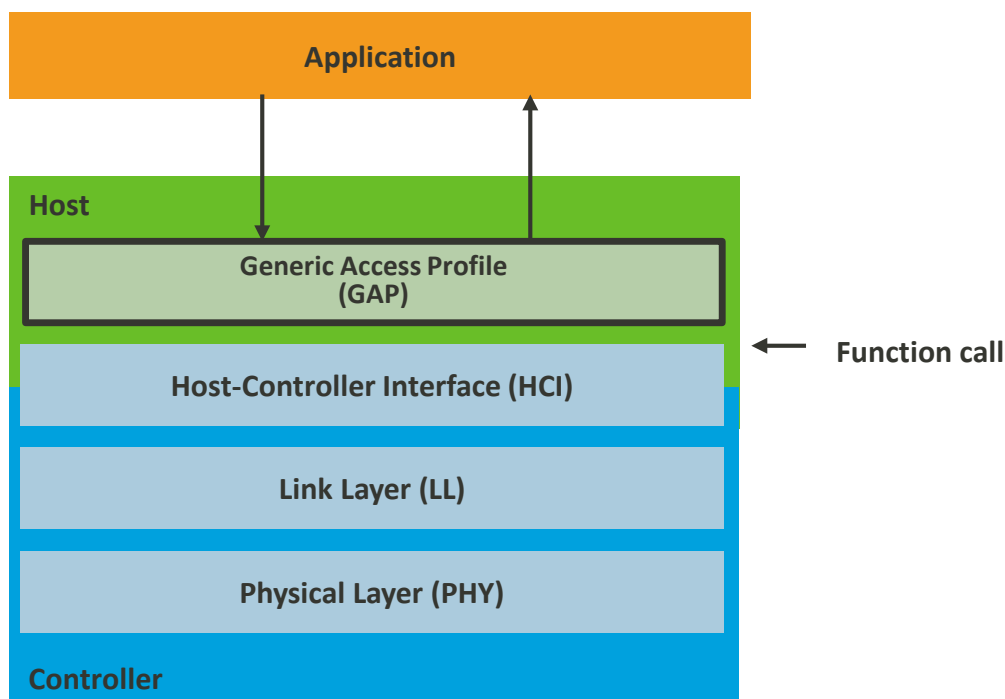 Application
Host
Generic Access Profile
(GAP)
Function call
Host-Controller Interface (HCI)
Link Layer (LL)
Physical Layer (PHY)
Controller